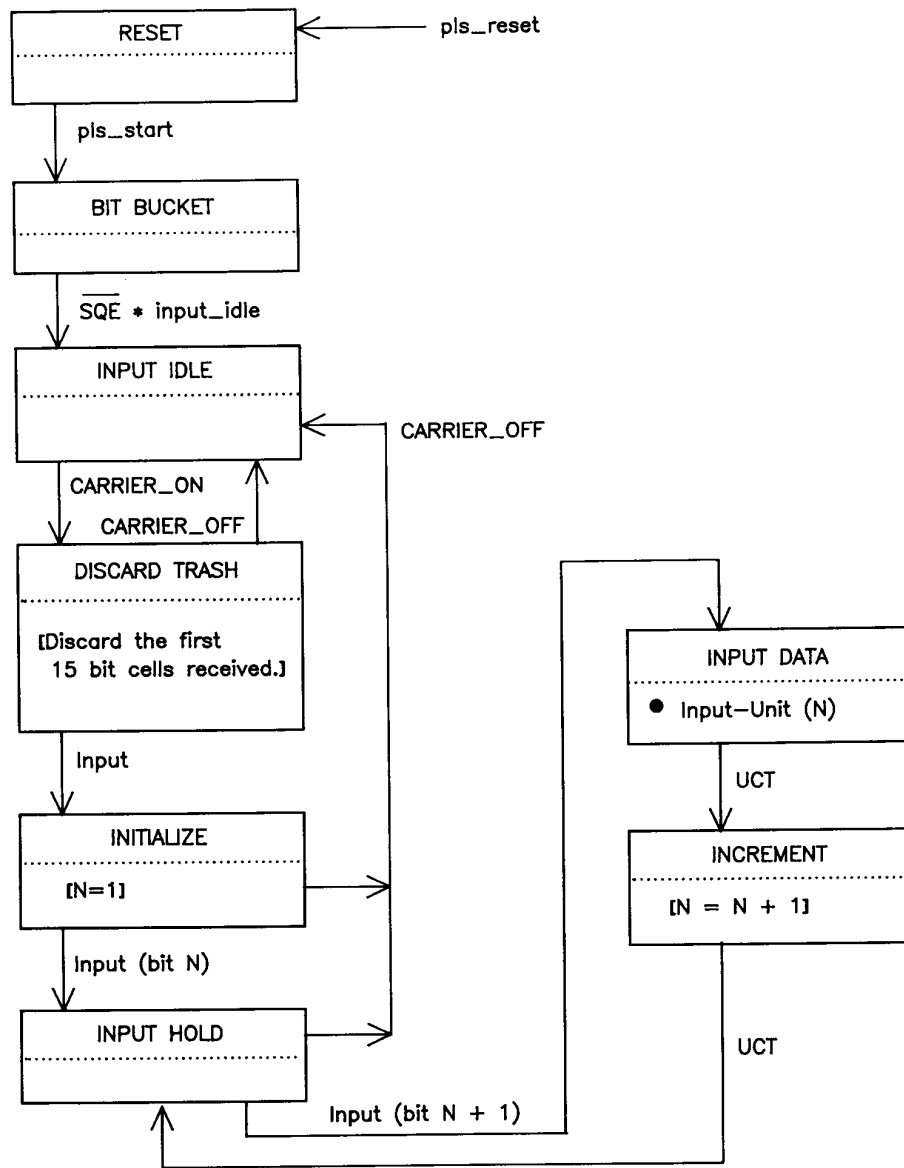 RESET
pls_reset
pls_start
BIT BUCKET
S̅Q̅E̅ * input_idle
INPUT IDLE
CARRIER_OFF
CARRIER_ON
CARRIER_OFF
DISCARD TRASH
[Discard the first
15 bit cells received.]
Input
INITIALIZE
[N=1]
Input (bit N)
INPUT HOLD
Input (bit N + 1)
INPUT DATA
● Input-Unit (N)
UCT
INCREMENT
[N = N + 1]
UCT